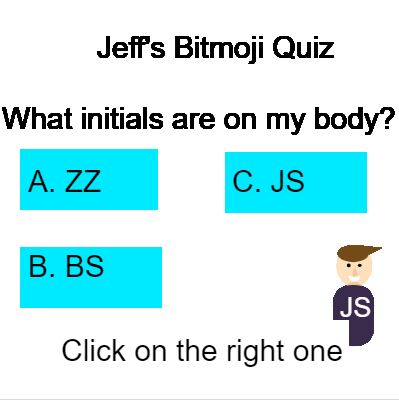 Jeff's Bitmoji Quiz
What initials are on my body?
A. ZZ
C. JS
B. BS
JS
Click on the right one